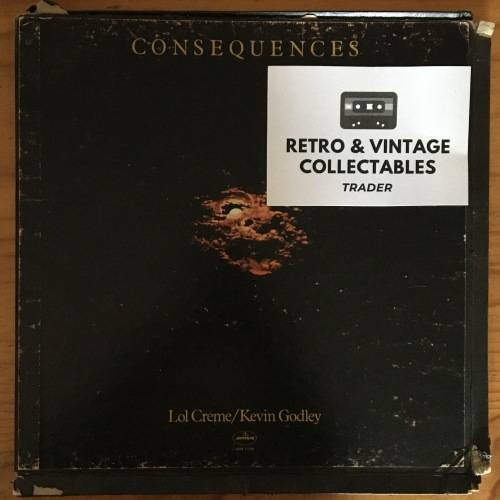 CONSEQUENCES
RETRO & VINTAGE
COLLECTABLES
TRADER
Lol Creme/Kevin Godley